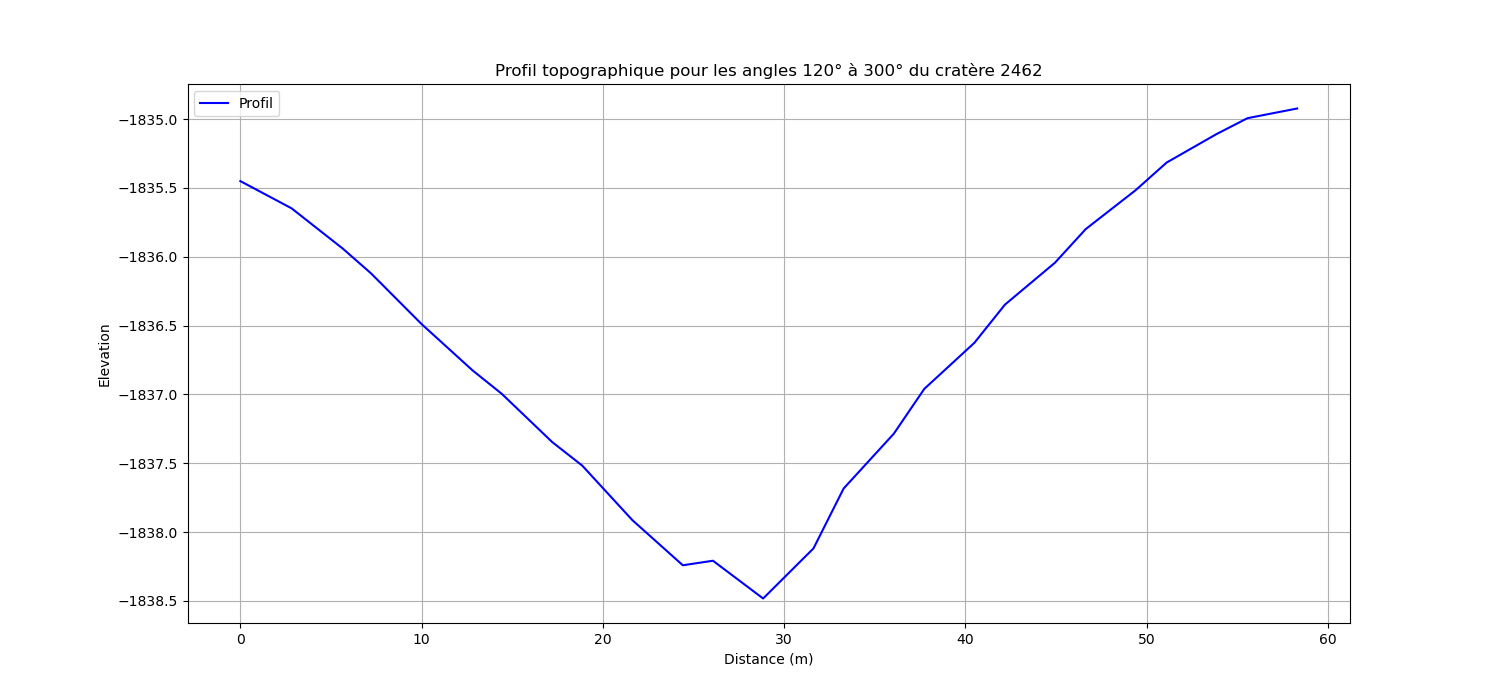 Profil topographique pour les angles 120° à 300° du cratère 2462
Profil
−1835.0
−1835.5
−1836.0
−1836.5
−1837.0
−1837.5
−1838.0
−1838.5
Elevation
0 10 20 30 40 50 60
Distance (m)